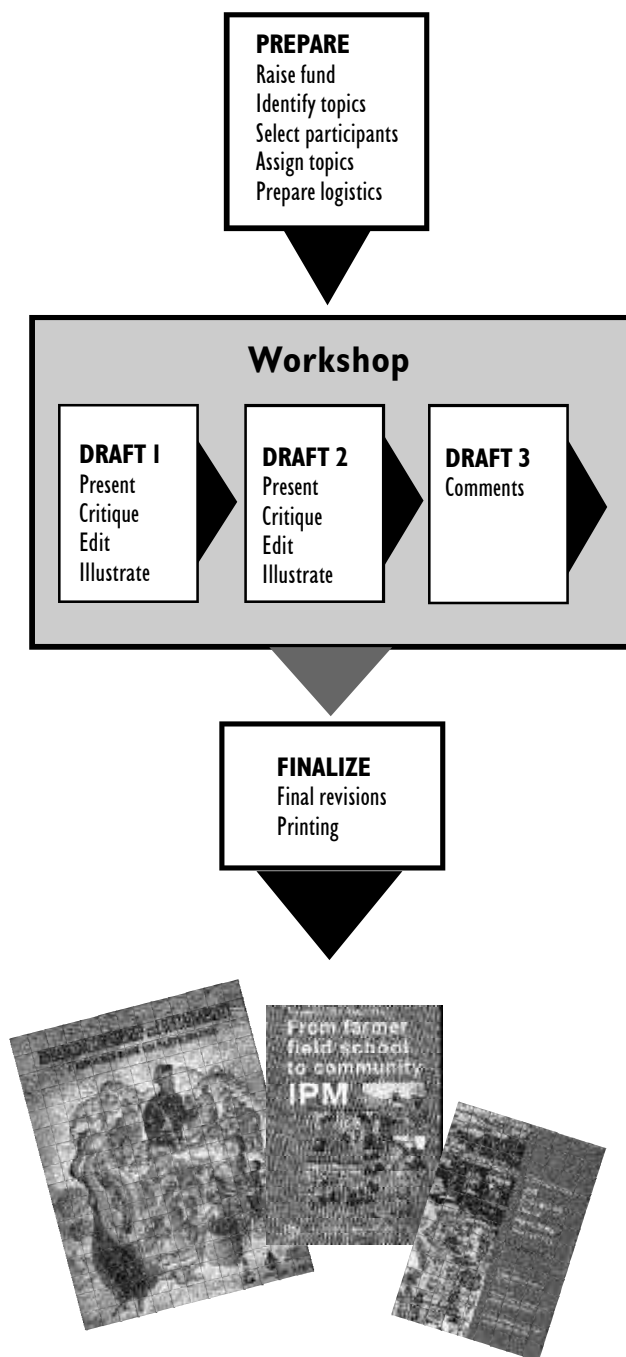 PREPARE
Raise fund
Identify topics
Select participants
Assign topics
Prepare logistics
Workshop
DRAFT 1
Present
Critique
Edit
Illustrate
DRAFT 2
Present
Critique
Edit
Illustrate
DRAFT 3
Comments
FINALIZE
Final revisions
Printing
From farmer
field school
to community
IPM